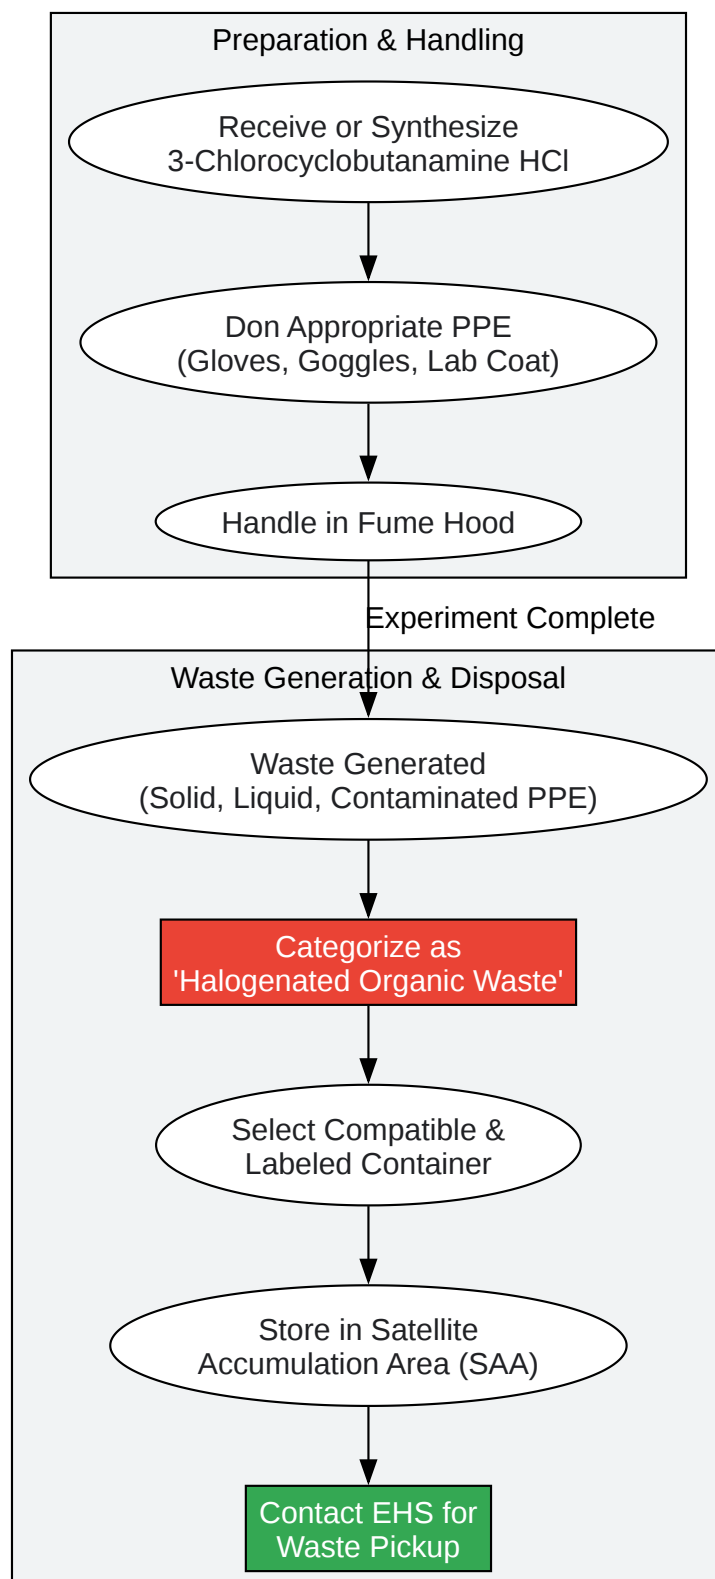 Preparation & Handling
Receive or Synthesize
3-Chlorocyclobutanamine HCl
Don Appropriate PPE
(Gloves, Goggles, Lab Coat)
Handle in Fume Hood
Experiment Complete
Waste Generation & Disposal
Waste Generated
(Solid, Liquid, Contaminated PPE)
Categorize as
'Halogenated Organic Waste'
Select Compatible &
Labeled Container
Store in Satellite
Accumulation Area (SAA)
Contact EHS for
Waste Pickup